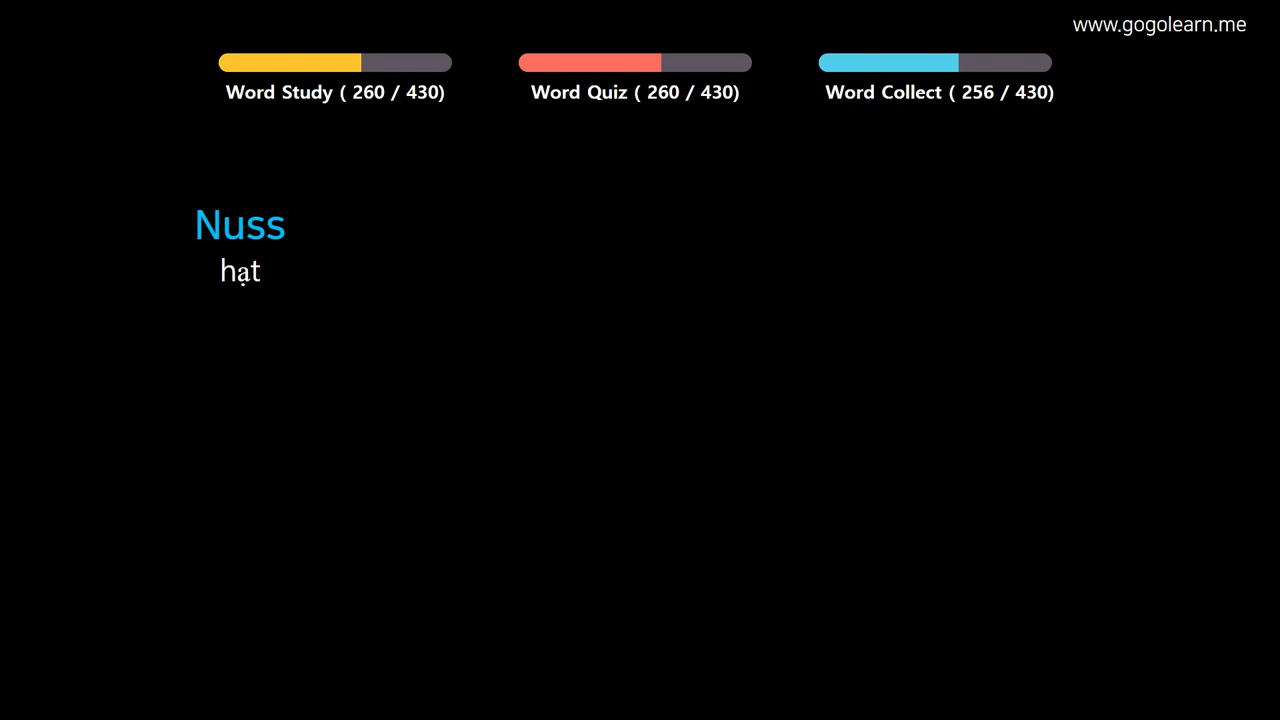 www.gogolearn.me
Word Study ( 260 / 430)
Word Quiz ( 260 / 430)
Word Collect ( 256 / 430)
Nuss
hạt